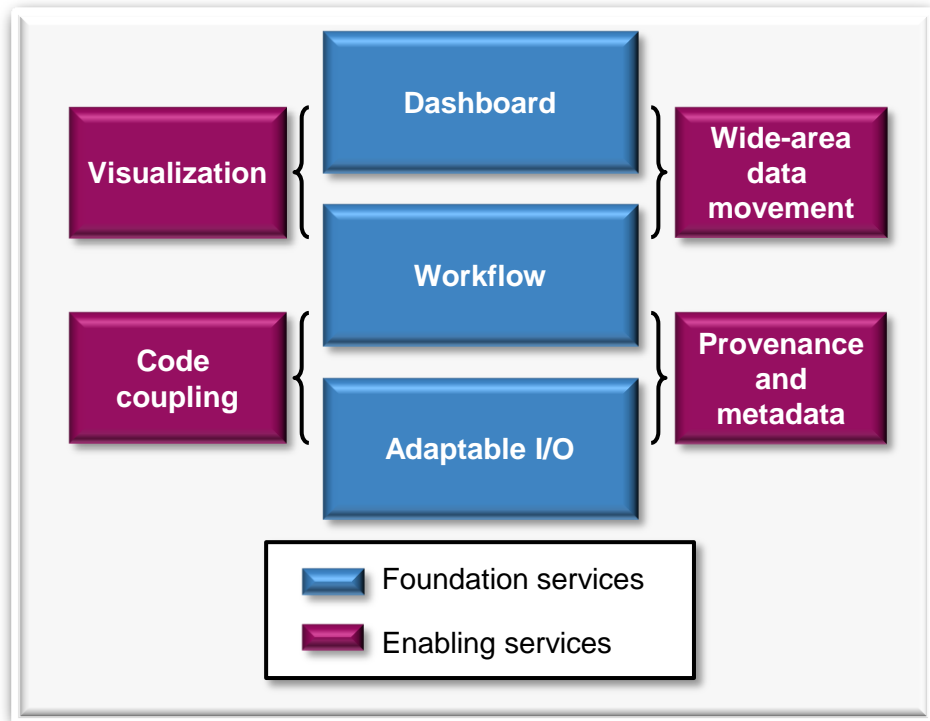 Dashboard
Visualization
Wide-area
data
movement
Workflow
Code
coupling
Provenance
and
metadata
Adaptable I/O
Foundation services
Enabling services